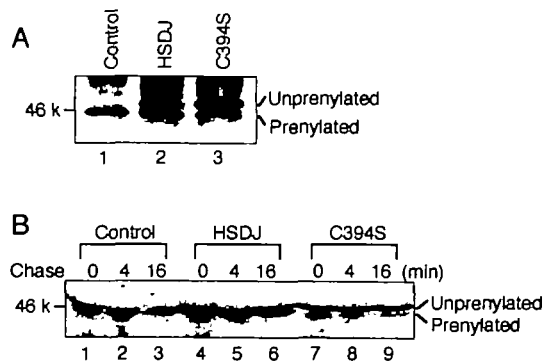 A
Control HSDJ C394S
46 k
Unprenylated
Prenylated
1 2 3
B
Control HSDJ C394S
Chase 0 4 16 0 4 16 0 4 16 (min)
46 k
Unprenylated
Prenylated
1 2 3 4 5 6 7 8 9